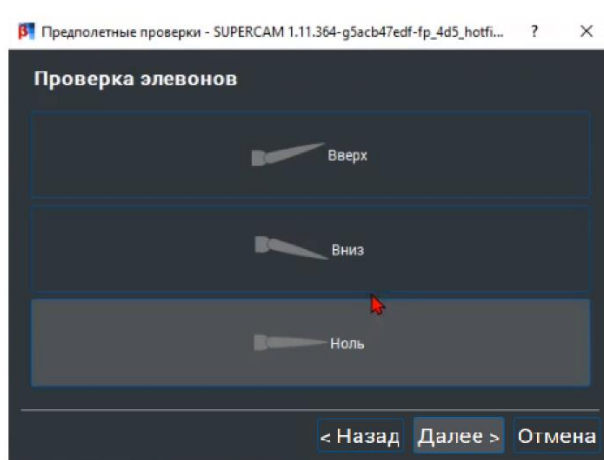 Предполетные проверки - SUPERCAM 1.11.364-g5acb47edf-fp_4d5_hotfi... ? ✕
Проверка элевонов
Вверх
Вниз
Ноль
< Назад Далее > Отмена